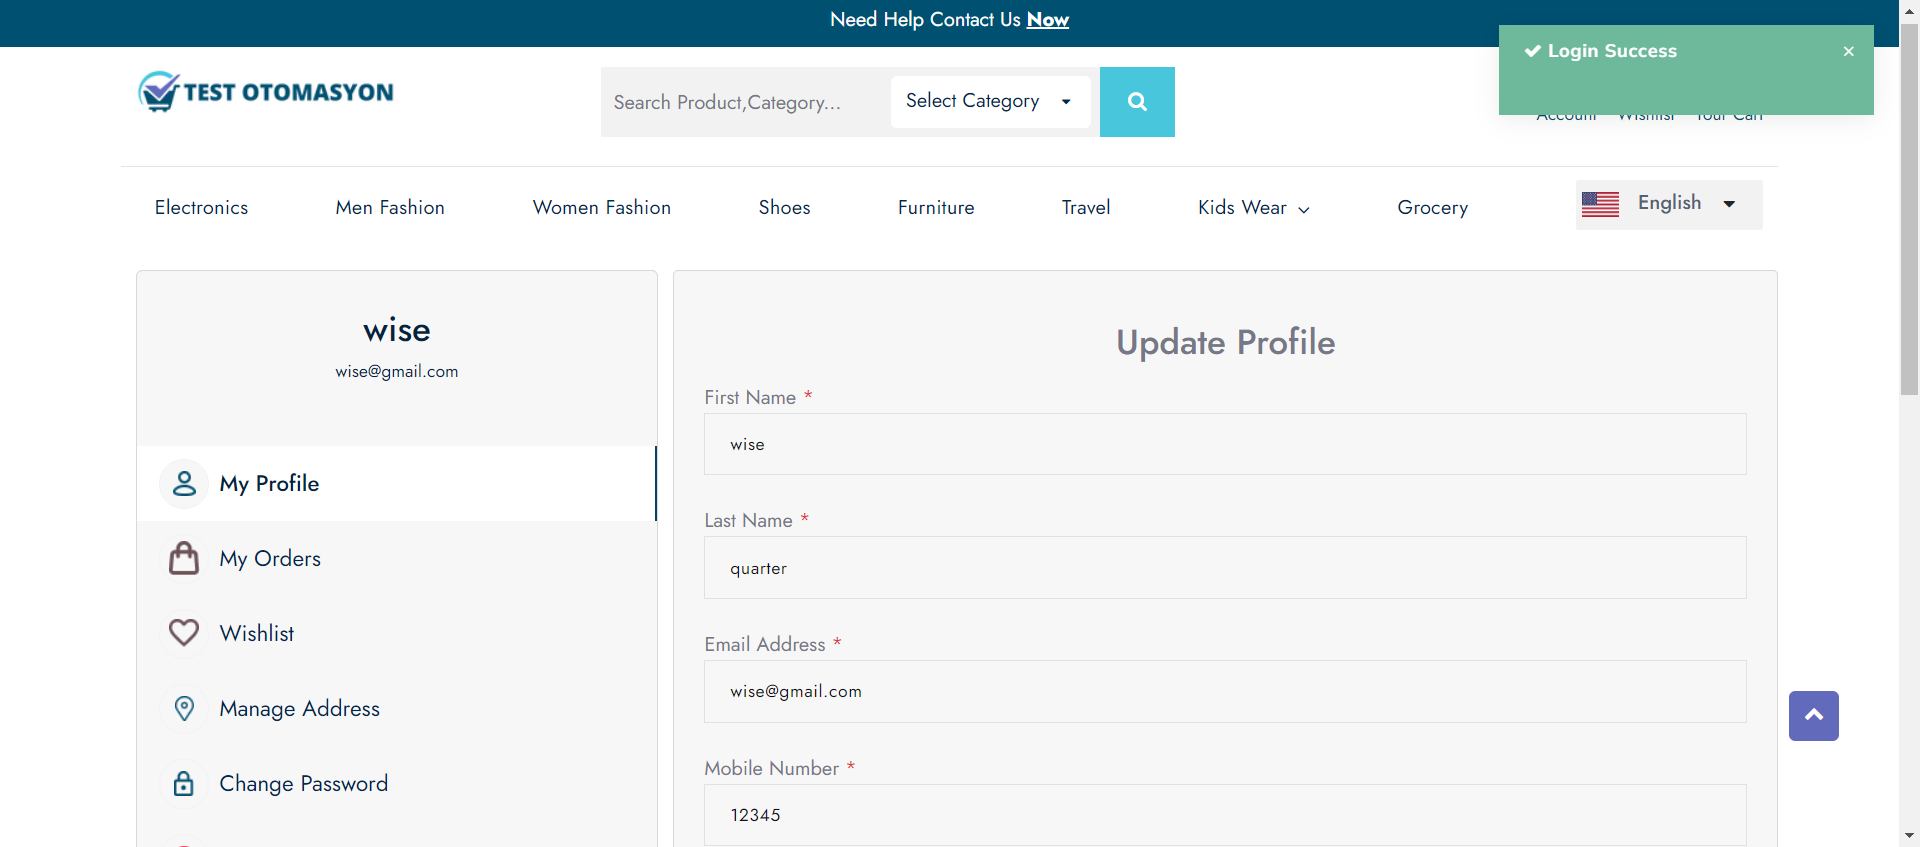 Need Help Contact Us Now
Login Success
×
TEST OTOMASYON
Search Product,Category...
Select Category
Account Wishlist Your Cart
Electronics
Men Fashion
Women Fashion
Shoes
Furniture
Travel
Kids Wear
Grocery
English
wise
wise@gmail.com
My Profile
My Orders
Wishlist
Manage Address
Change Password
Update Profile
First Name *
wise
Last Name *
quarter
Email Address *
wise@gmail.com
Mobile Number *
12345